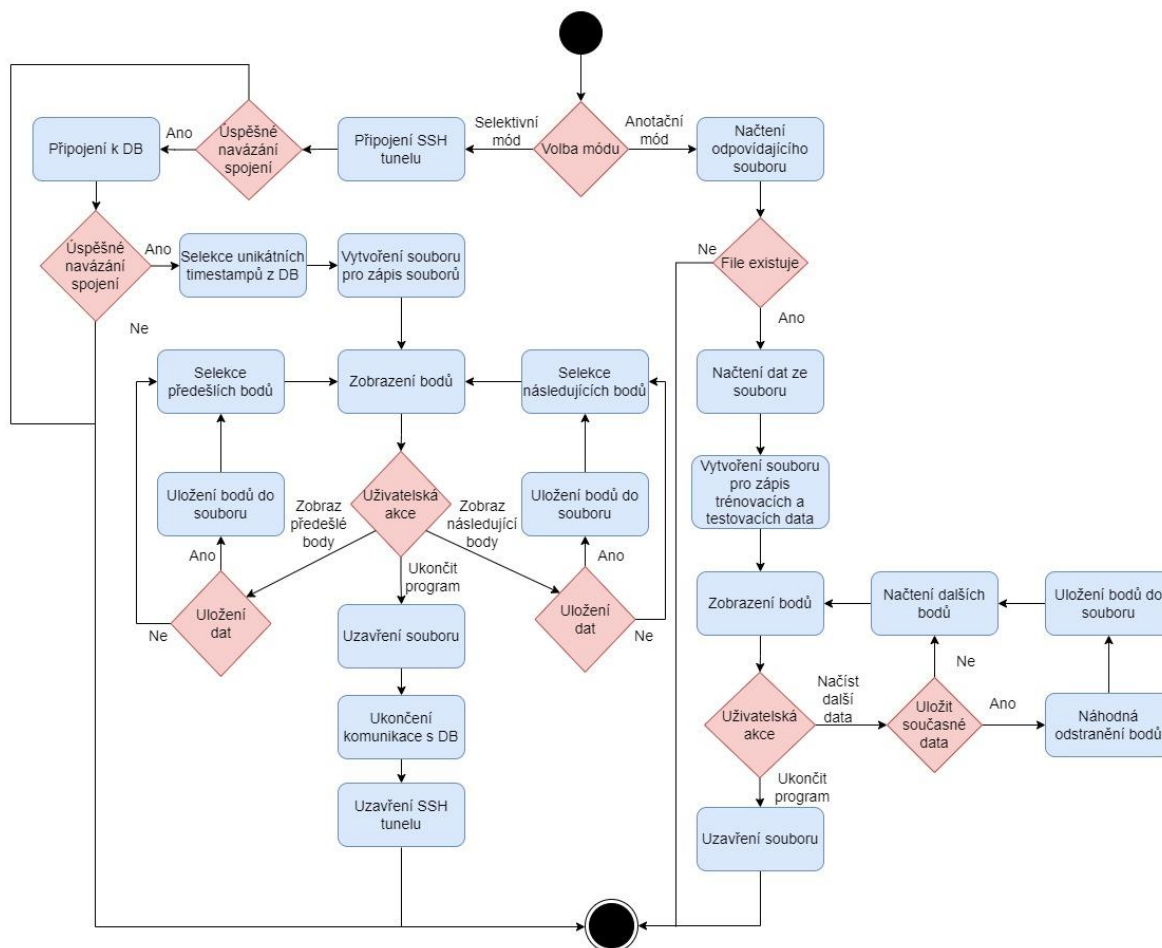 Selektivní
mód
Anotační
mód
Volba módu
Připojení SSH
tunelu
Úspěšné
navázání
spojení
Ano
Připojení k DB
Načtení
odpovídajícího
souboru
Úspěšné
navázání
spojení
Ano
Selekce unikátních
timestampů z DB
Vytvoření souboru
pro zápis souborů
Ne
File existuje
Ne
Ano
Selekce
předešlích bodů
Zobrazení bodů
Selekce
následujících bodů
Načtení dat ze
souboru
Uložení bodů do
souboru
Zobraz
předešlé
body
Uživatelská
akce
Zobraz
následující
body
Uložení bodů do
souboru
Vytvoření souboru
pro zápis
trénovacích a
testovacích data
Ano
Ukončit
program
Ano
Uložení
dat
Ne
Uložení
dat
Ne
Uzavření souboru
Zobrazení bodů
Načtení dalších
bodů
Uložení bodů do
souboru
Ukončení
komunikace s DB
Uživatelská
akce
Načíst
další
data
Uložit
současné
data
Ne
Ano
Náhodná
odstranění bodů
Uzavření SSH
tunelu
Ukončit
program
Uzavření souboru